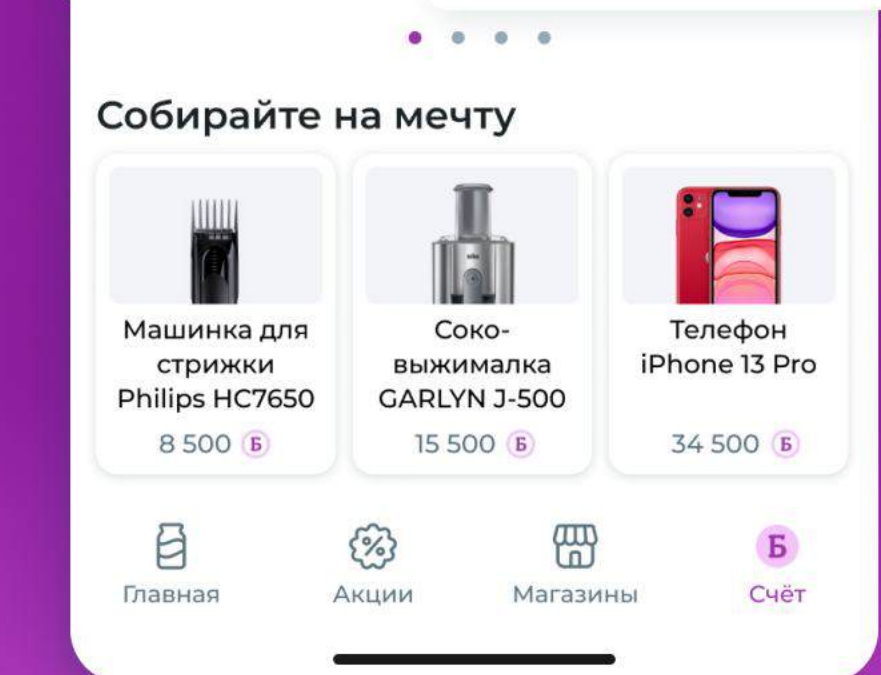 Собирайте на мечту
Машинка для
стрижки
Philips HC7650
8 500 Б
Соко-
выжималка
GARLYN J-500
15 500 Б
Телефон
iPhone 13 Pro
34 500 Б
Главная
Акции
Магазины
Б
Счёт